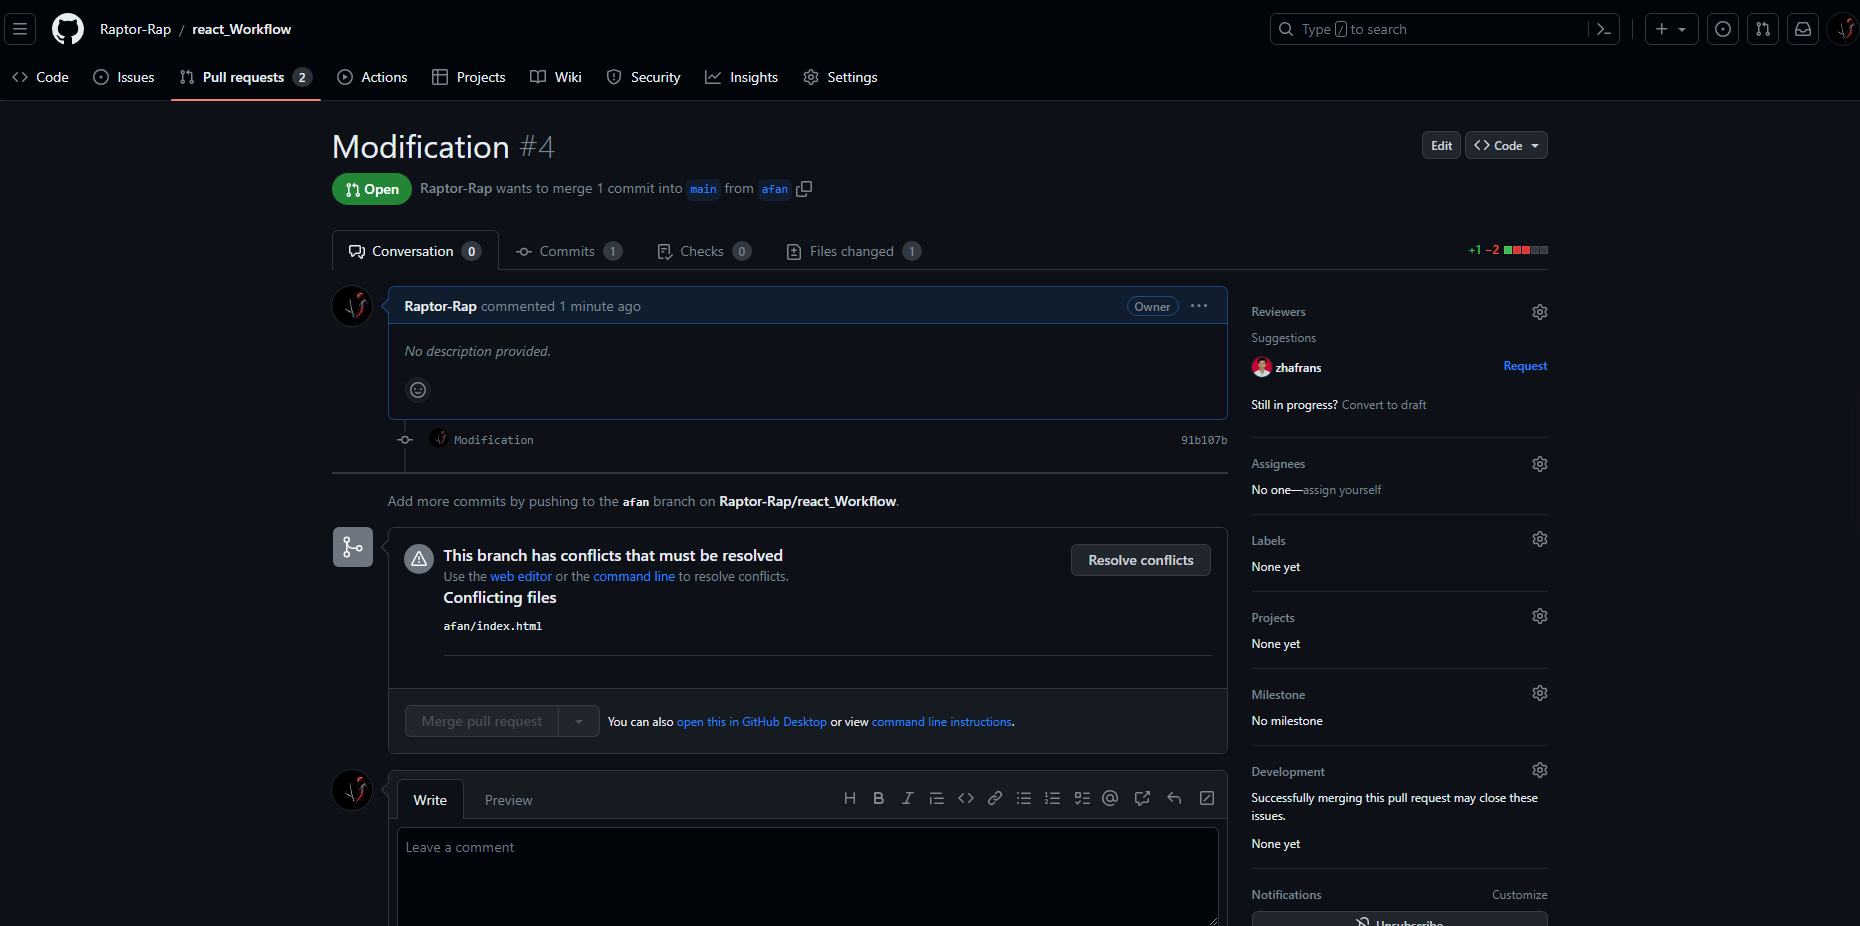 Raptor-Rap / react_Workflow
Type / to search
Code
Issues
Pull requests 2
Actions
Projects
Wiki
Security
Insights
Settings
Modification #4
Edit
Code
Open
Raptor-Rap wants to merge 1 commit into main from afan
Conversation 0
Commits 1
Checks 0
Files changed 1
+1 −2
Raptor-Rap commented 1 minute ago
Owner
No description provided.
Modification
91b107b
Add more commits by pushing to the afan branch on Raptor-Rap/react_Workflow.
This branch has conflicts that must be resolved
Use the web editor or the command line to resolve conflicts.
Resolve conflicts
Conflicting files
afan/index.html
Merge pull request
You can also open this in GitHub Desktop or view command line instructions.
Write
Preview
Leave a comment
Reviewers
Suggestions
zhafrans
Request
Still in progress? Convert to draft
Assignees
No one—assign yourself
Labels
None yet
Projects
None yet
Milestone
No milestone
Development
Successfully merging this pull request may close these
issues.
None yet
Notifications
Customize
Unsubscribe